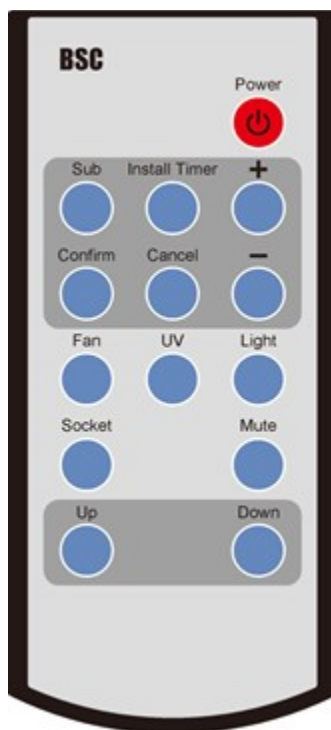 BSC
Power
Sub Install Timer +
Confirm Cancel −
Fan UV Light
Socket Mute
Up Down